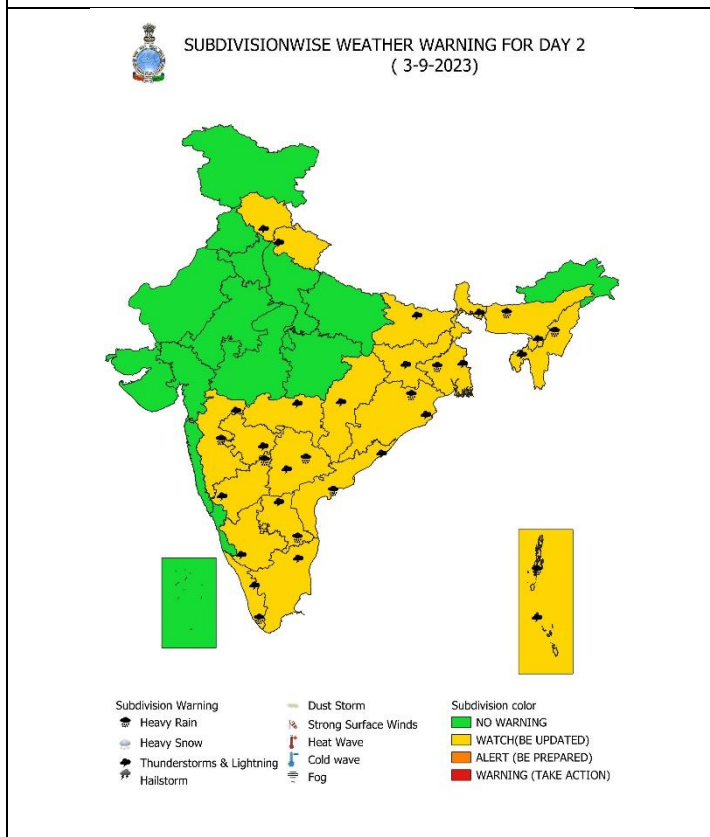 SUBDIVISIONWISE WEATHER WARNING FOR DAY 2
( 3-9-2023)
Subdivision Warning
Heavy Rain
Heavy Snow
Thunderstorms & Lightning
Hailstorm
Dust Storm
Strong Surface Winds
Heat Wave
Cold wave
Fog
Subdivision color
NO WARNING
WATCH(BE UPDATED)
ALERT (BE PREPARED)
WARNING (TAKE ACTION)